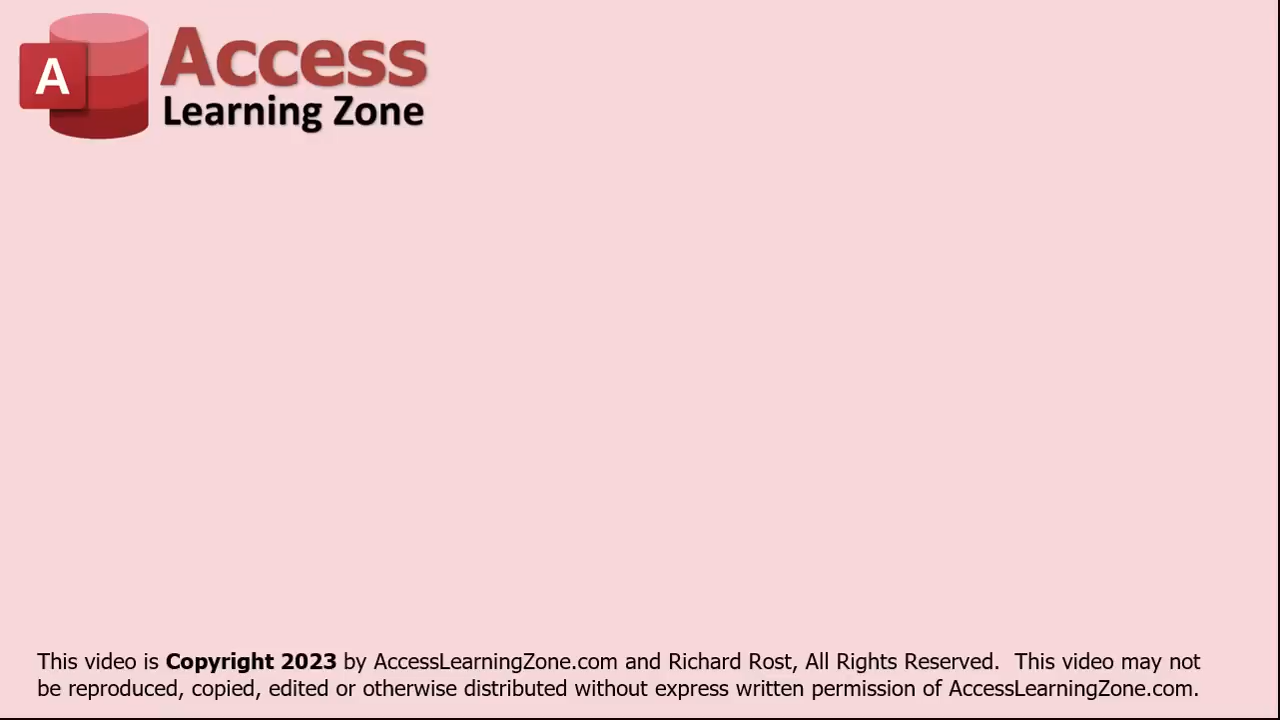 A
Access
Learning Zone
This video is Copyright 2023 by AccessLearningZone.com and Richard Rost, All Rights Reserved.  This video may not
be reproduced, copied, edited or otherwise distributed without express written permission of AccessLearningZone.com.